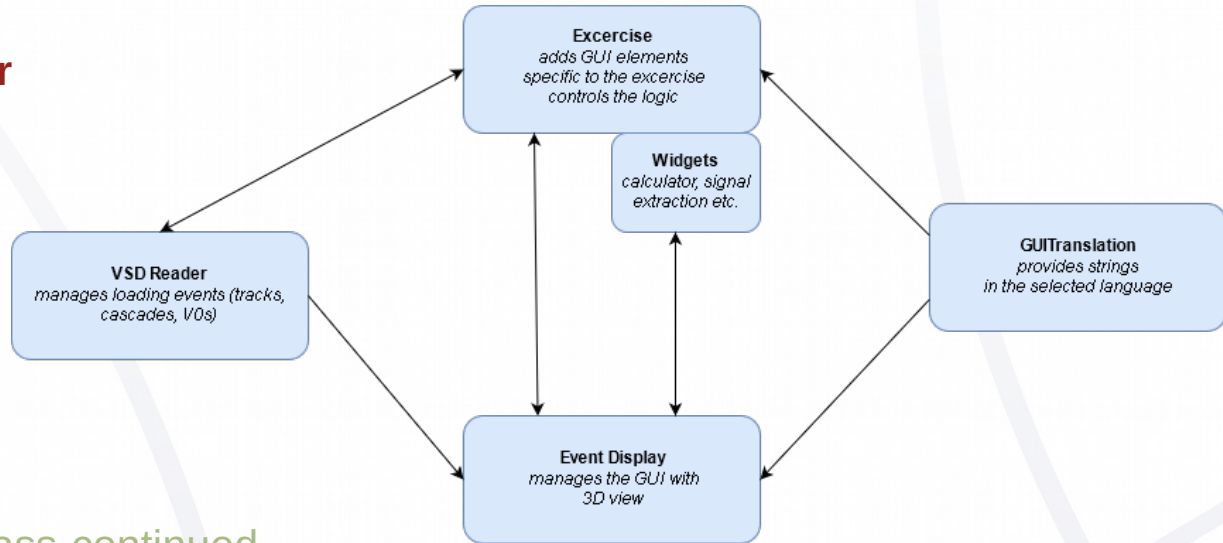 Excercise
adds GUI elements
specific to the excercise
controls the logic
r
Widgets
calculator, signal
extraction etc.
GUITranslation
provides strings
in the selected language
VSD Reader
manages loading events (tracks,
cascades, V0s)
Event Display
manages the GUI with
3D view
continued